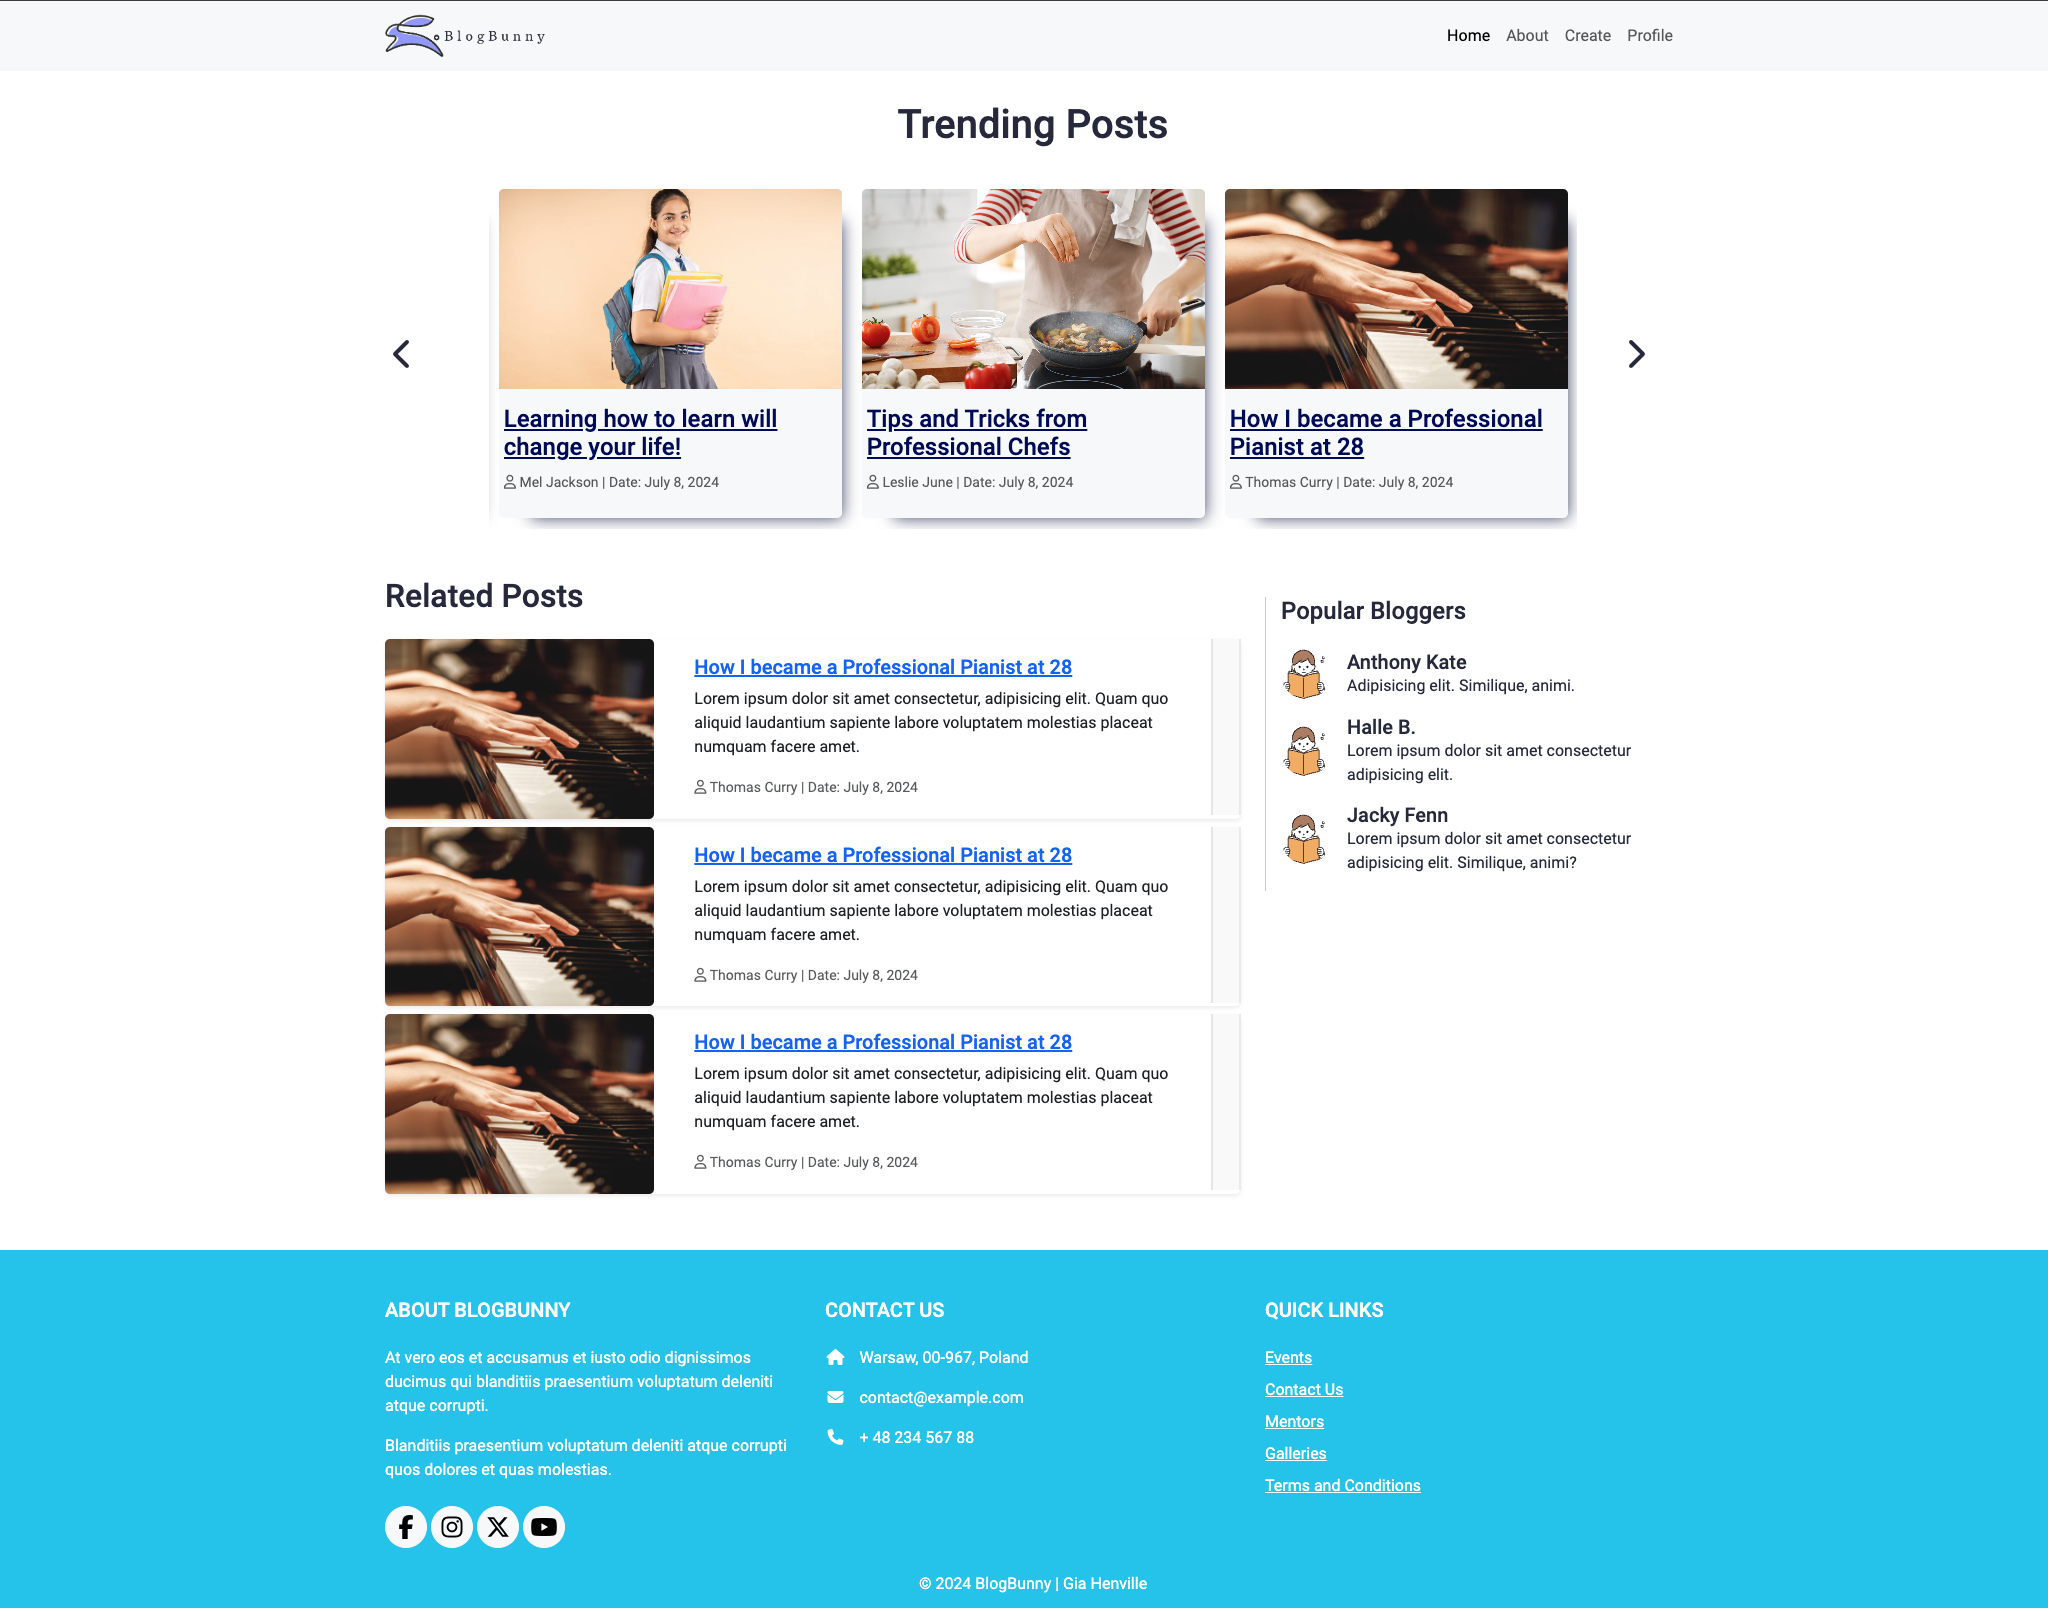 BlogBunny
Home About Create Profile
Trending Posts
Learning how to learn will
change your life!
Mel Jackson | Date: July 8, 2024
Tips and Tricks from
Professional Chefs
Leslie June | Date: July 8, 2024
How I became a Professional
Pianist at 28
Thomas Curry | Date: July 8, 2024
Related Posts
How I became a Professional Pianist at 28
Lorem ipsum dolor sit amet consectetur, adipisicing elit. Quam quo
aliquid laudantium sapiente labore voluptatem molestias placeat
numquam facere amet.
Thomas Curry | Date: July 8, 2024
How I became a Professional Pianist at 28
Lorem ipsum dolor sit amet consectetur, adipisicing elit. Quam quo
aliquid laudantium sapiente labore voluptatem molestias placeat
numquam facere amet.
Thomas Curry | Date: July 8, 2024
How I became a Professional Pianist at 28
Lorem ipsum dolor sit amet consectetur, adipisicing elit. Quam quo
aliquid laudantium sapiente labore voluptatem molestias placeat
numquam facere amet.
Thomas Curry | Date: July 8, 2024
Popular Bloggers
Anthony Kate
Adipisicing elit. Similique, animi.
Halle B.
Lorem ipsum dolor sit amet consectetur
adipisicing elit.
Jacky Fenn
Lorem ipsum dolor sit amet consectetur
adipisicing elit. Similique, animi?
ABOUT BLOGBUNNY
At vero eos et accusamus et iusto odio dignissimos
ducimus qui blanditiis praesentium voluptatum deleniti
atque corrupti.
Blanditiis praesentium voluptatum deleniti atque corrupti
quos dolores et quas molestias.
CONTACT US
Warsaw, 00-967, Poland
contact@example.com
+ 48 234 567 88
QUICK LINKS
Events
Contact Us
Mentors
Galleries
Terms and Conditions
© 2024 BlogBunny | Gia Henville